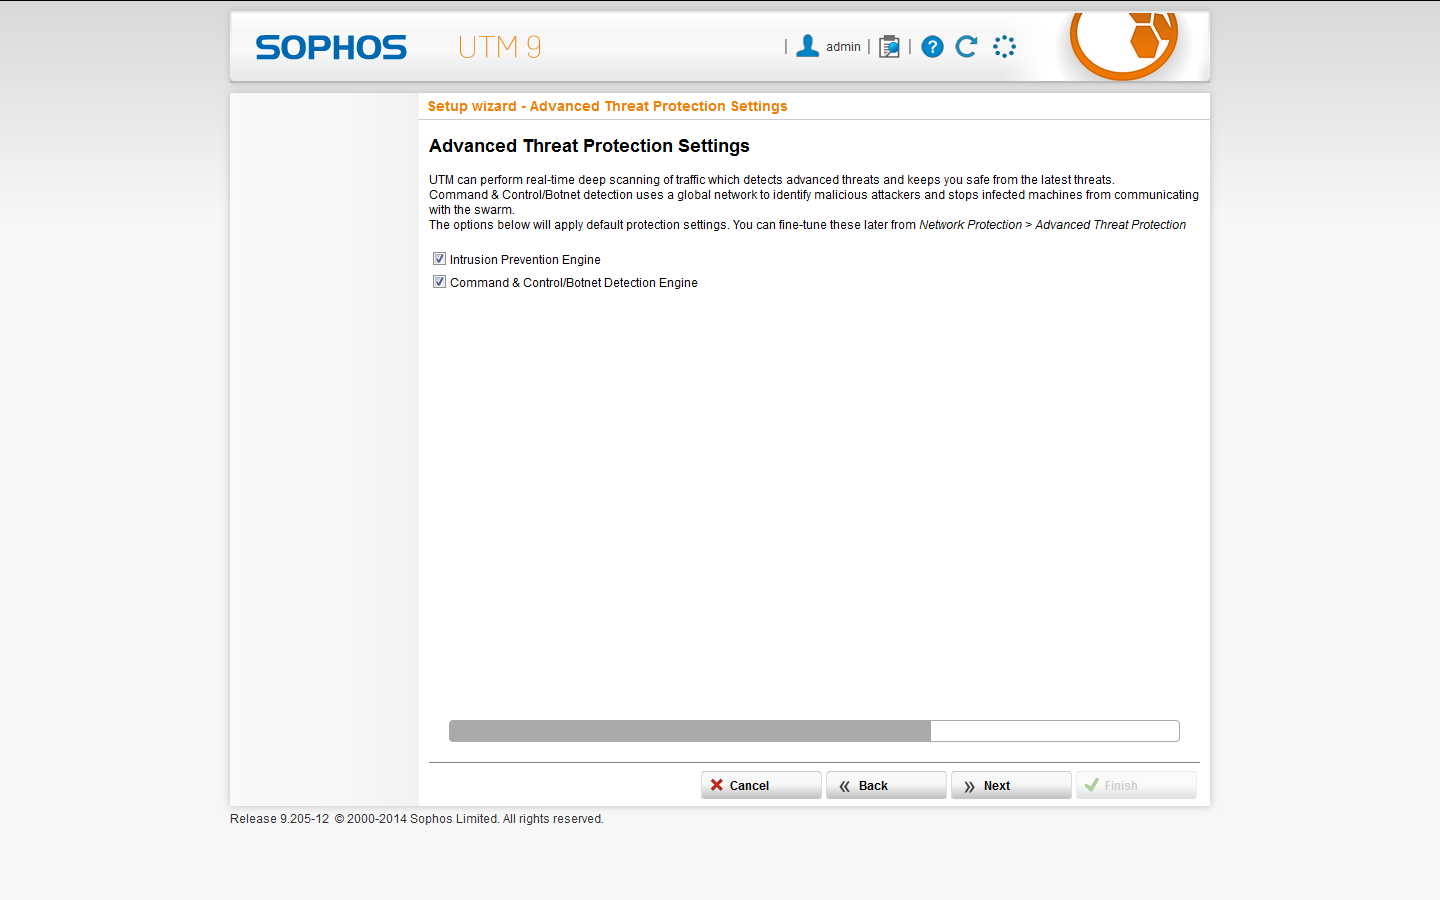 SOPHOS UTM 9
| admin | | ?
Setup wizard - Advanced Threat Protection Settings
Advanced Threat Protection Settings
UTM can perform real-time deep scanning of traffic which detects advanced threats and keeps you safe from the latest threats.
Command & Control/Botnet detection uses a global network to identify malicious attackers and stops infected machines from communicating
with the swarm.
The options below will apply default protection settings. You can fine-tune these later from Network Protection > Advanced Threat Protection
Intrusion Prevention Engine
Command & Control/Botnet Detection Engine
Cancel
Back
Next
Finish
Release 9.205-12 © 2000-2014 Sophos Limited. All rights reserved.